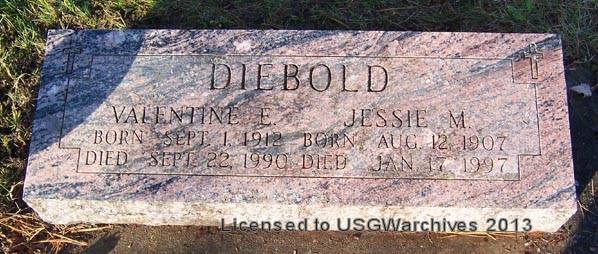 DIEBOLD
VALENTINE E. JESSIE M.
BORN SEPT. 1, 1912 BORN AUG. 12, 1907
DIED SEPT. 22, 1990 DIED JAN 17 1997
Licensed to USGWarchives 2013